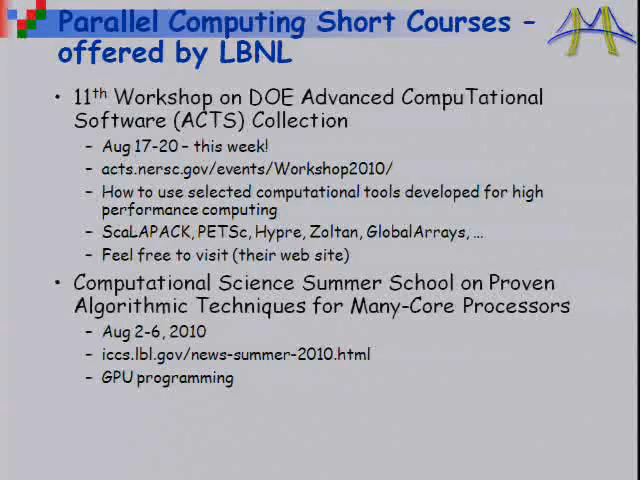 Parallel Computing Short Courses –
offered by LBNL
• 11th Workshop on DOE Advanced CompuTational
Software (ACTS) Collection
– Aug 17-20 – this week!
– acts.nersc.gov/events/Workshop2010/
– How to use selected computational tools developed for high
performance computing
– ScaLAPACK, PETSc, Hypre, Zoltan, GlobalArrays, …
– Feel free to visit (their web site)
• Computational Science Summer School on Proven
Algorithmic Techniques for Many-Core Processors
– Aug 2-6, 2010
– iccs.lbl.gov/news-summer-2010.html
– GPU programming